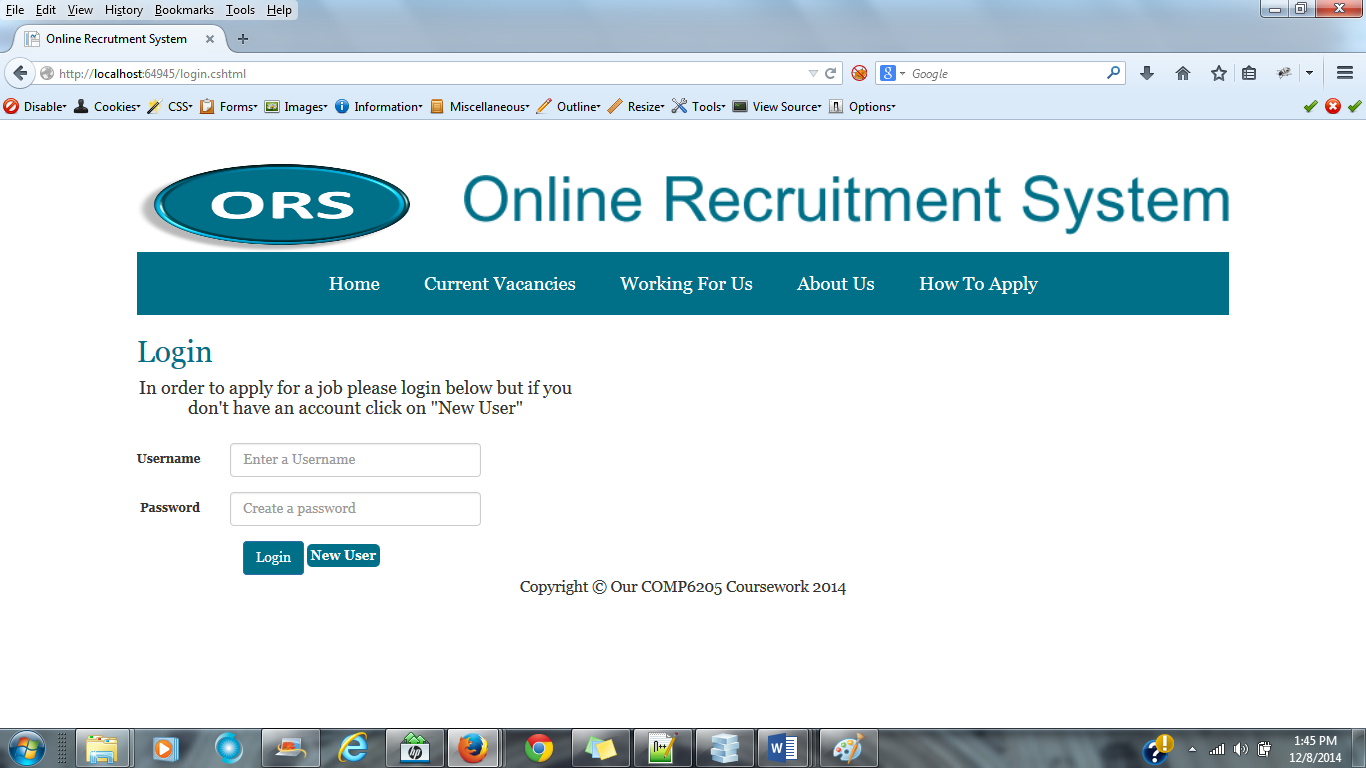 File Edit View History Bookmarks Tools Help
Online Recrutment System
http://localhost:64945/login.cshtml
Google
Disable Cookies CSS Forms Images Information Miscellaneous Outline Resize Tools View Source Options
ORS
Online Recruitment System
Home Current Vacancies Working For Us About Us How To Apply
Login
In order to apply for a job please login below but if you
don't have an account click on "New User"
Username Enter a Username
Password Create a password
Login New User
Copyright © Our COMP6205 Coursework 2014
1:45 PM
12/8/2014